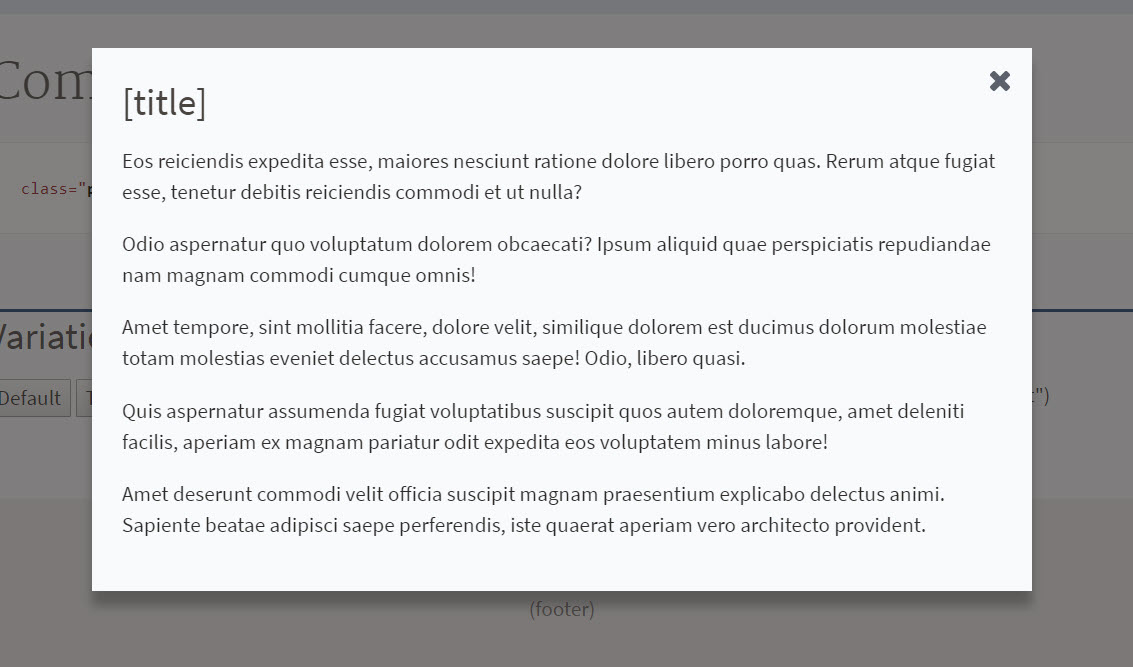 Com
[title]
Eos reiciendis expedita esse, maiores nesciunt ratione dolore libero porro quas. Rerum atque fugiat
esse, tenetur debitis reiciendis commodi et ut nulla?
class="p
Odio aspernatur quo voluptatum dolorem obcaecati? Ipsum aliquid quae perspiciatis repudiandae
nam magnam commodi cumque omnis!
Amet tempore, sint mollitia facere, dolore velit, similique dolorem est ducimus dolorum molestiae
totam molestias eveniet delectus accusamus saepe! Odio, libero quasi.
Variati
Default
t")
Quis aspernatur assumenda fugiat voluptatibus suscipit quos autem doloremque, amet deleniti
facilis, aperiam ex magnam pariatur odit expedita eos voluptatem minus labore!
Amet deserunt commodi velit officia suscipit magnam praesentium explicabo delectus animi.
Sapiente beatae adipisci saepe perferendis, iste quaerat aperiam vero architecto provident.
(footer)